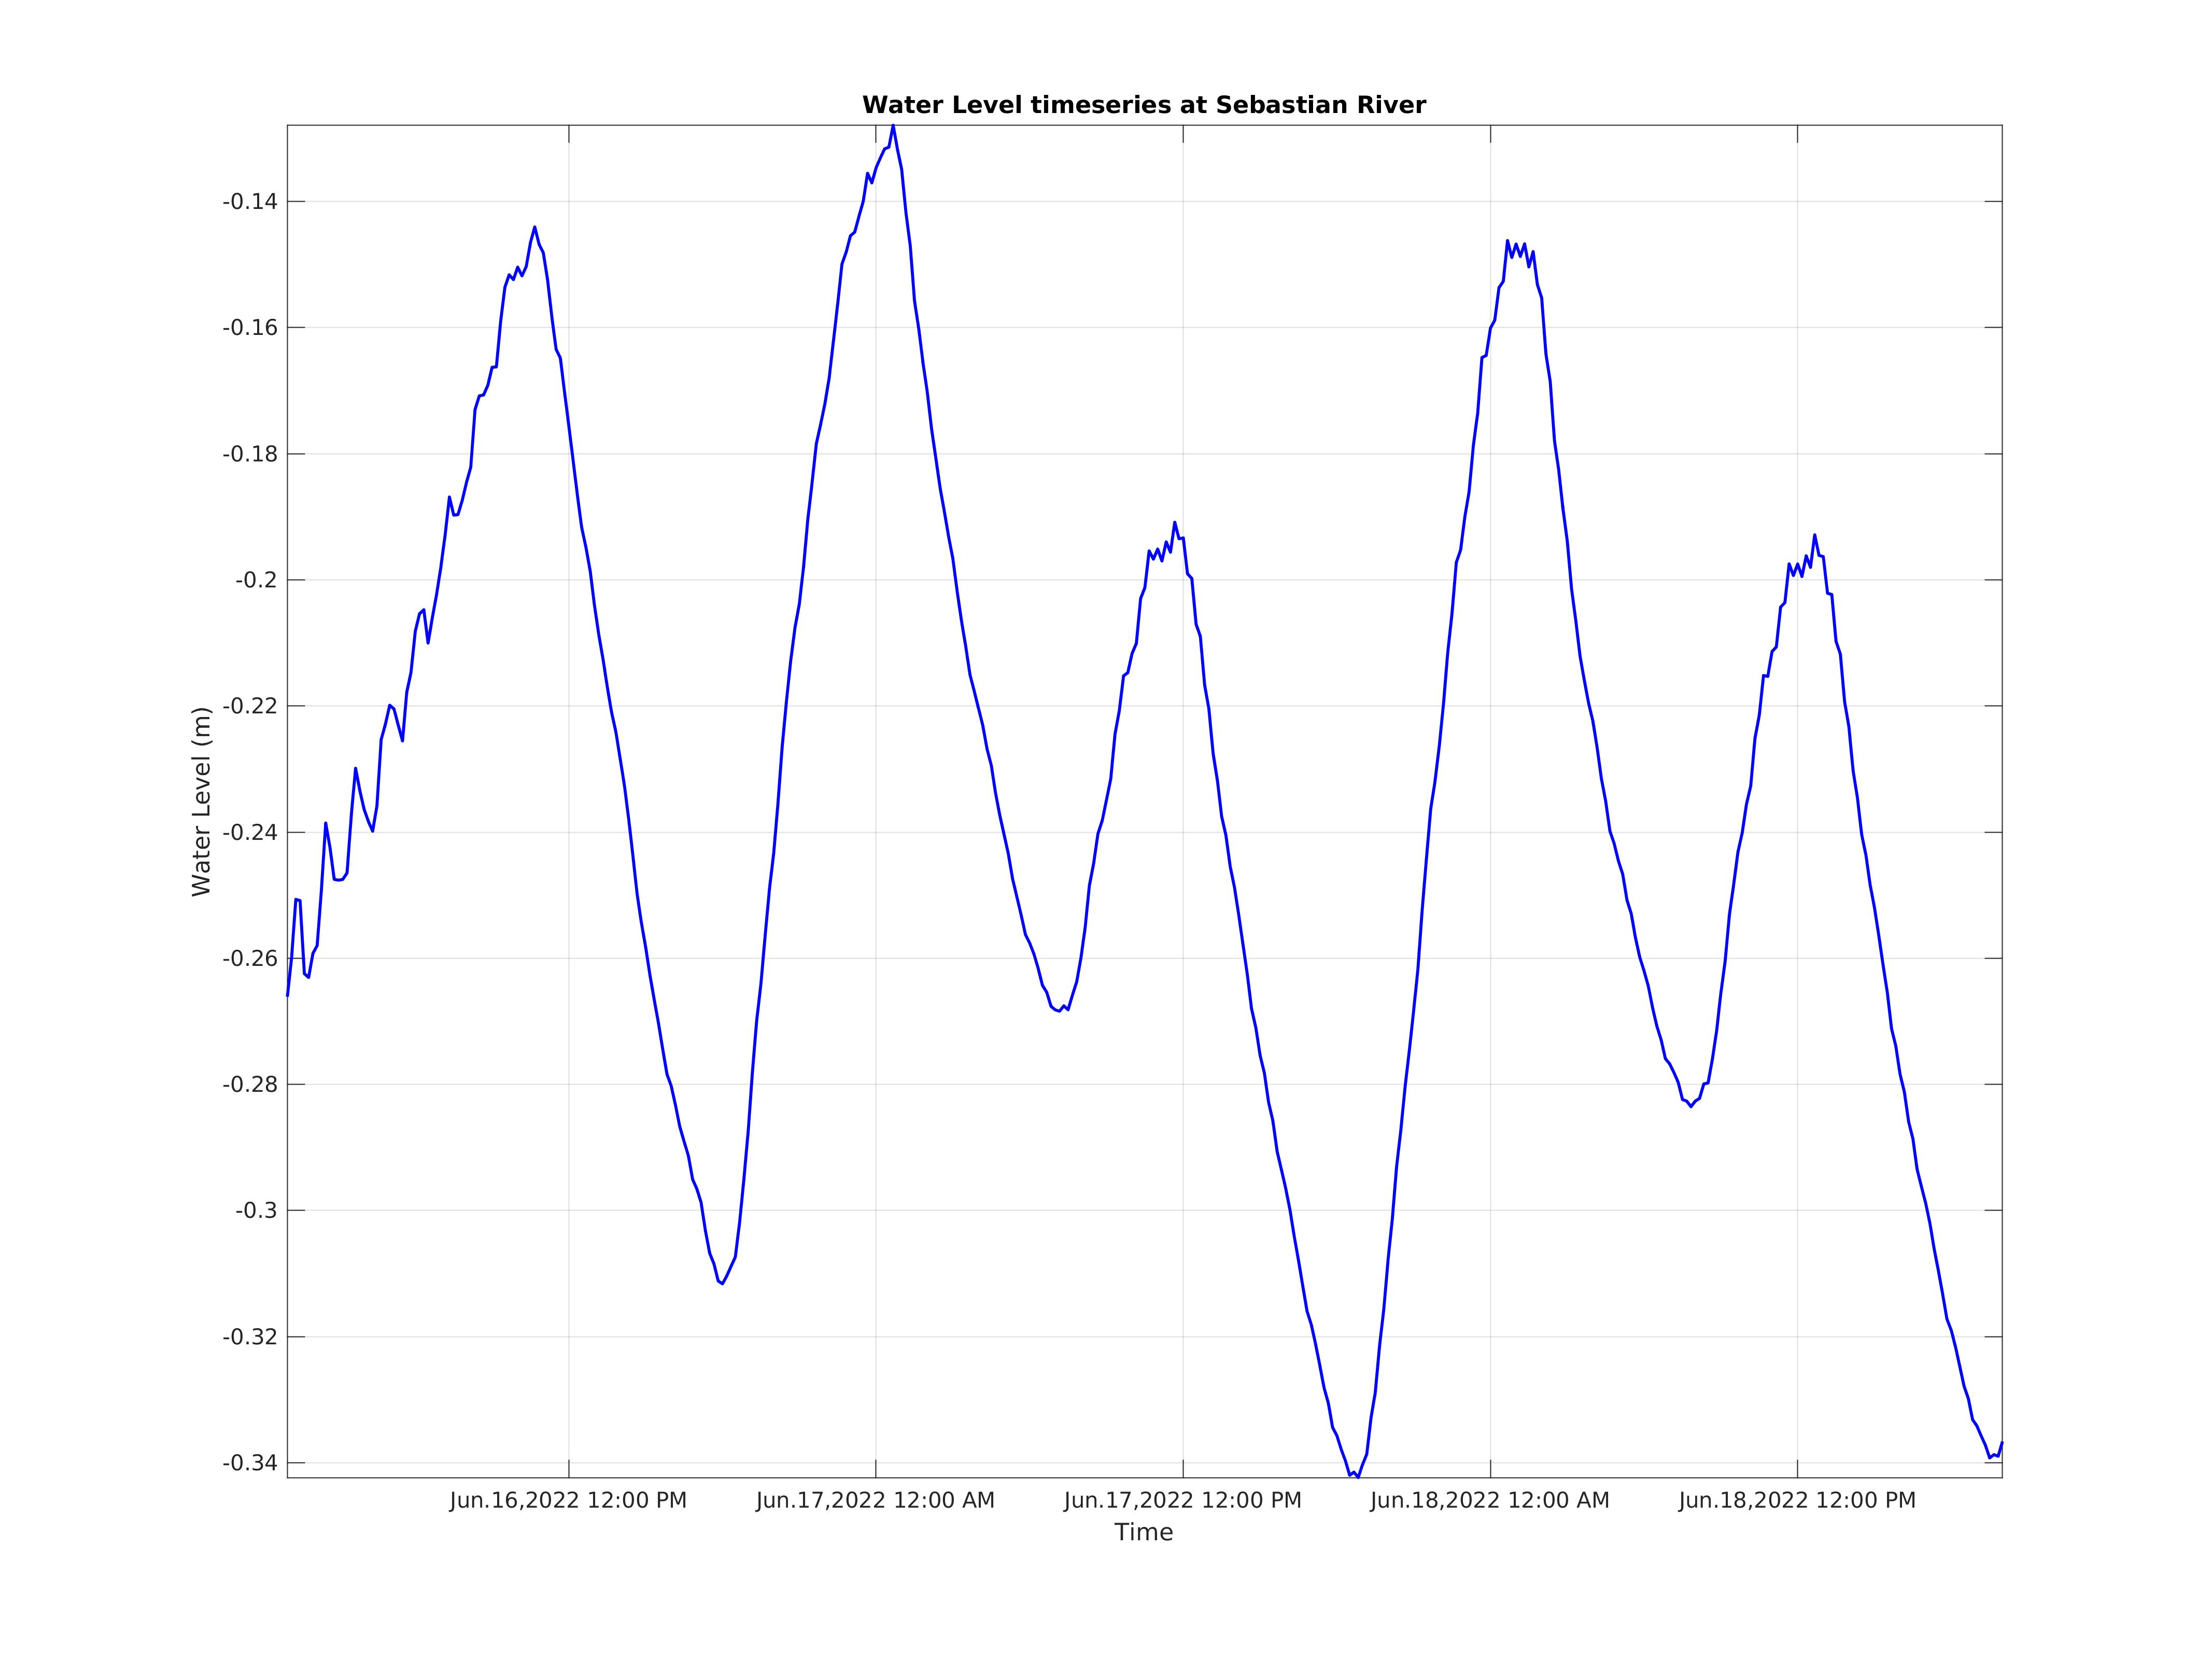 Water Level timeseries at Sebastian River
-0.14
-0.16
-0.18
-0.2
-0.22
-0.24
-0.26
-0.28
-0.3
-0.32
-0.34
Water Level (m)
Jun.16,2022 12:00 PM Jun.17,2022 12:00 AM Jun.17,2022 12:00 PM Jun.18,2022 12:00 AM Jun.18,2022 12:00 PM
Time